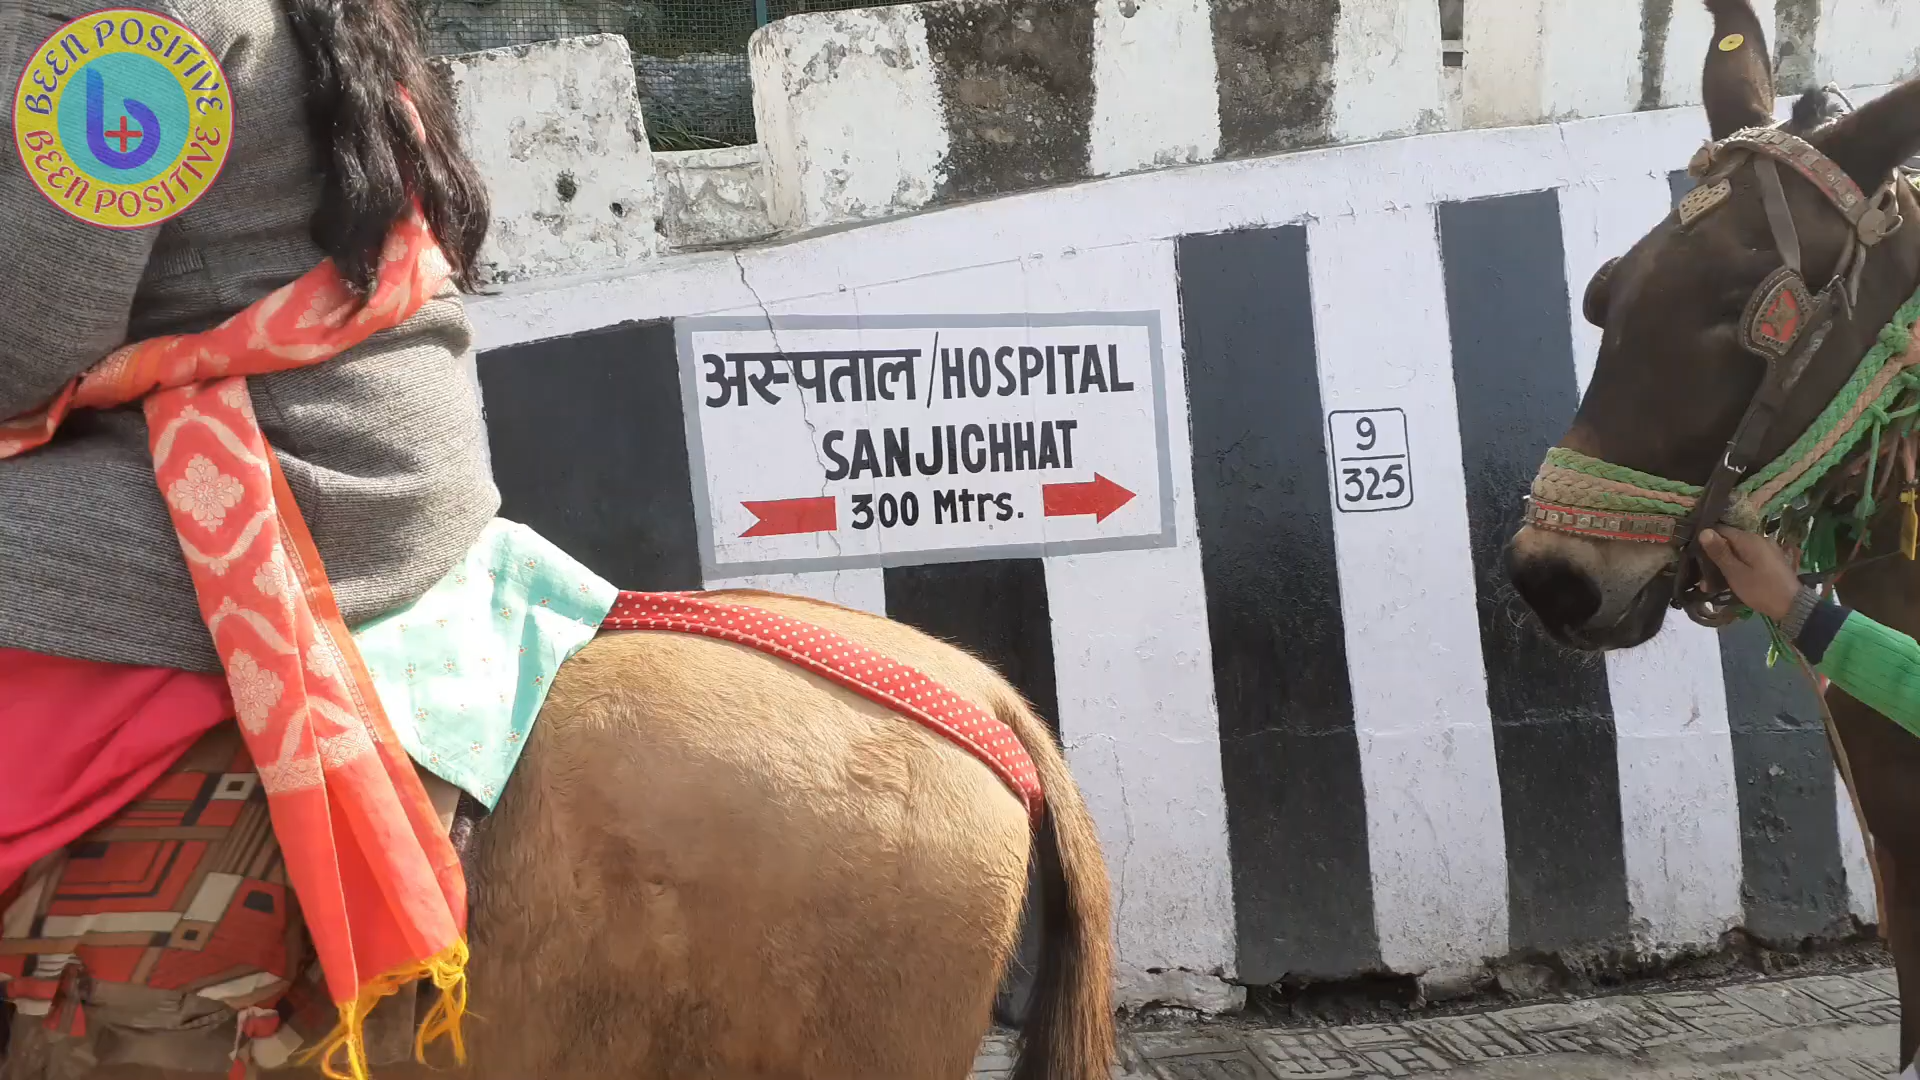 BEEN POSITIVE
BEEN POSITIVE
b
अस्पताल/HOSPITAL
SANJICHHAT
300 Mtrs.
9
325